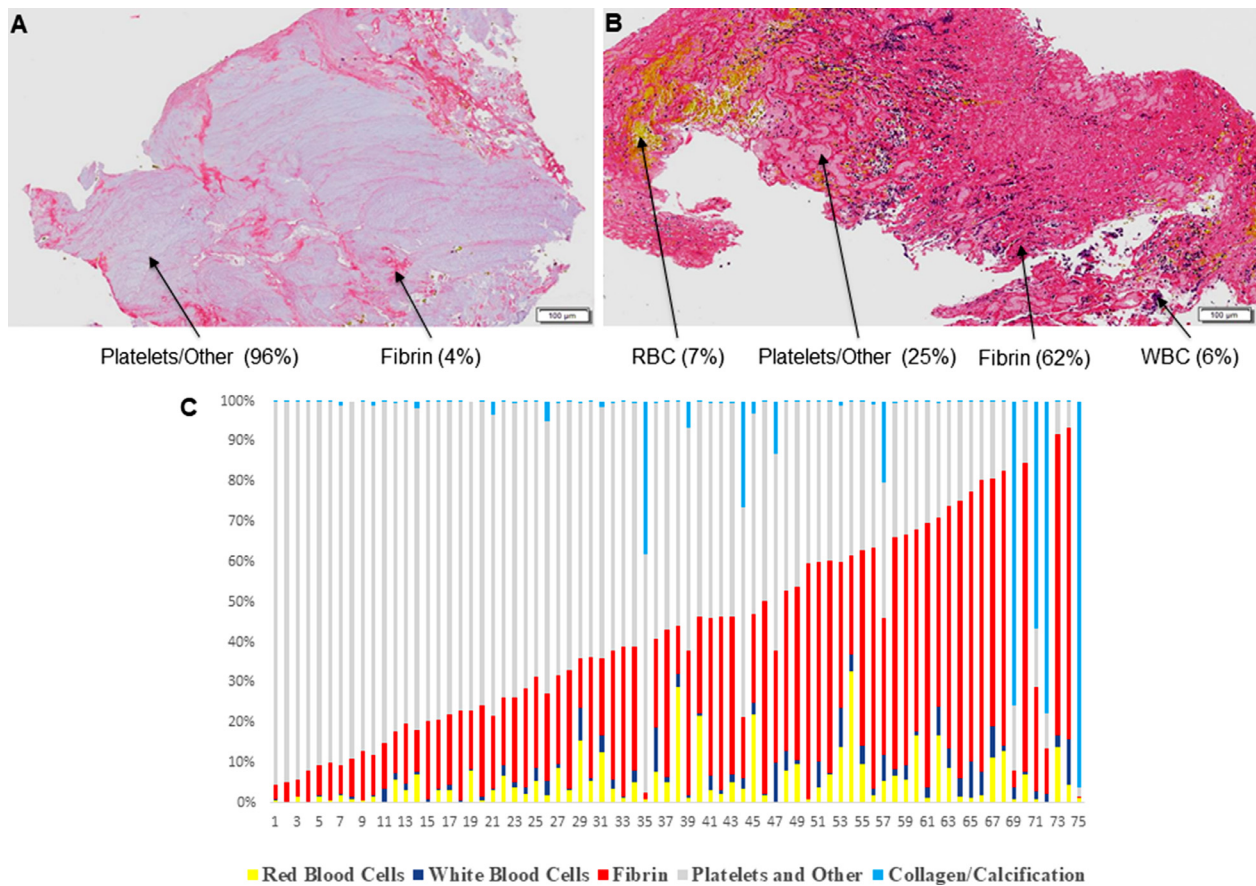 A
B
100 µm
100 µm
Platelets/Other (96%) Fibrin (4%)
RBC (7%) Platelets/Other (25%) Fibrin (62%) WBC (6%)
C
100%
90%
80%
70%
60%
50%
40%
30%
20%
10%
0%
1 3 5 7 9 11 13 15 17 19 21 23 25 27 29 31 33 35 37 39 41 43 45 47 49 51 53 55 57 59 61 63 65 67 69 71 73 75
Red Blood Cells White Blood Cells Fibrin Platelets and Other Collagen/Calcification